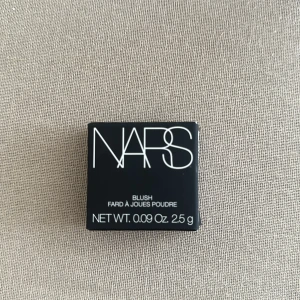 NARS
BLUSH
FARD À JOUES POUDRE
NET WT. 0.09 Oz. 2.5 g